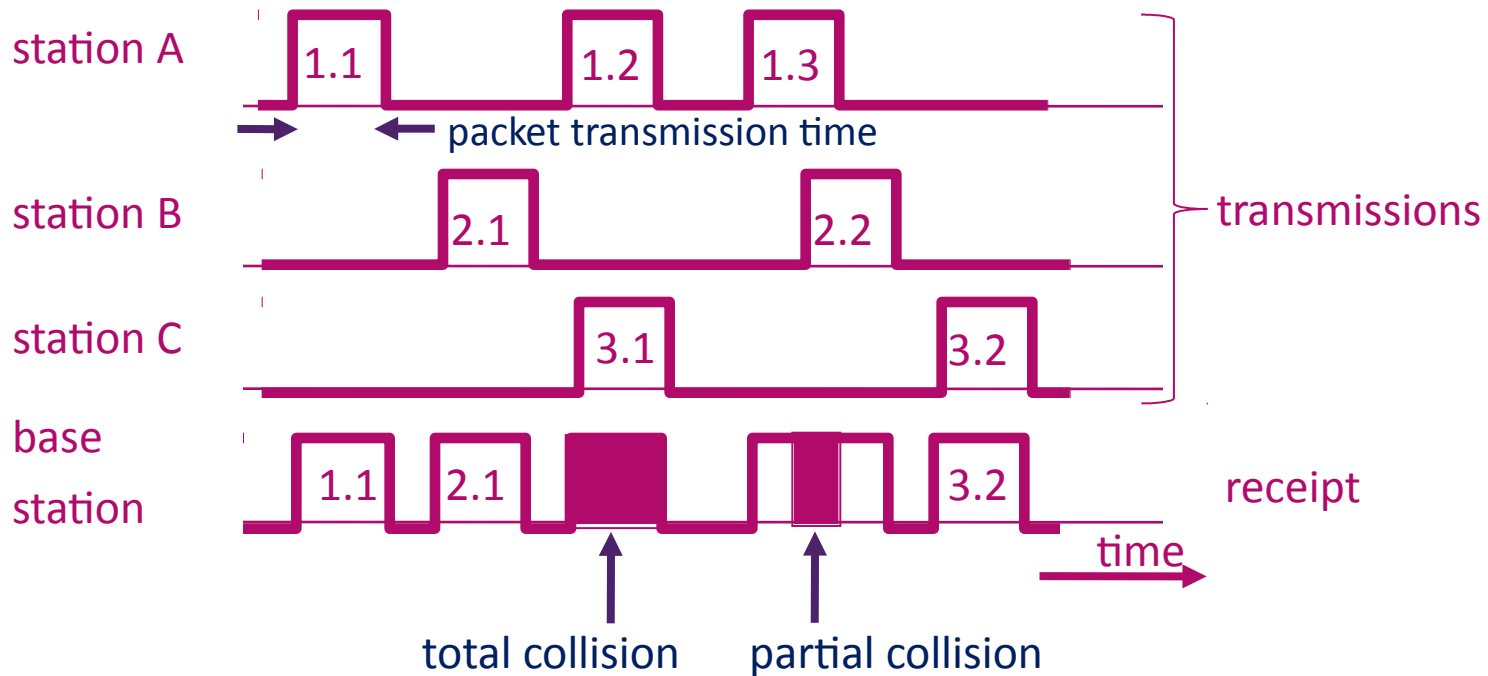 station A
1.1
1.2
1.3
packet transmission time
station B
2.1
2.2
transmissions
station C
3.1
3.2
base
station
1.1
2.1
3.2
receipt
time
total collision
partial collision